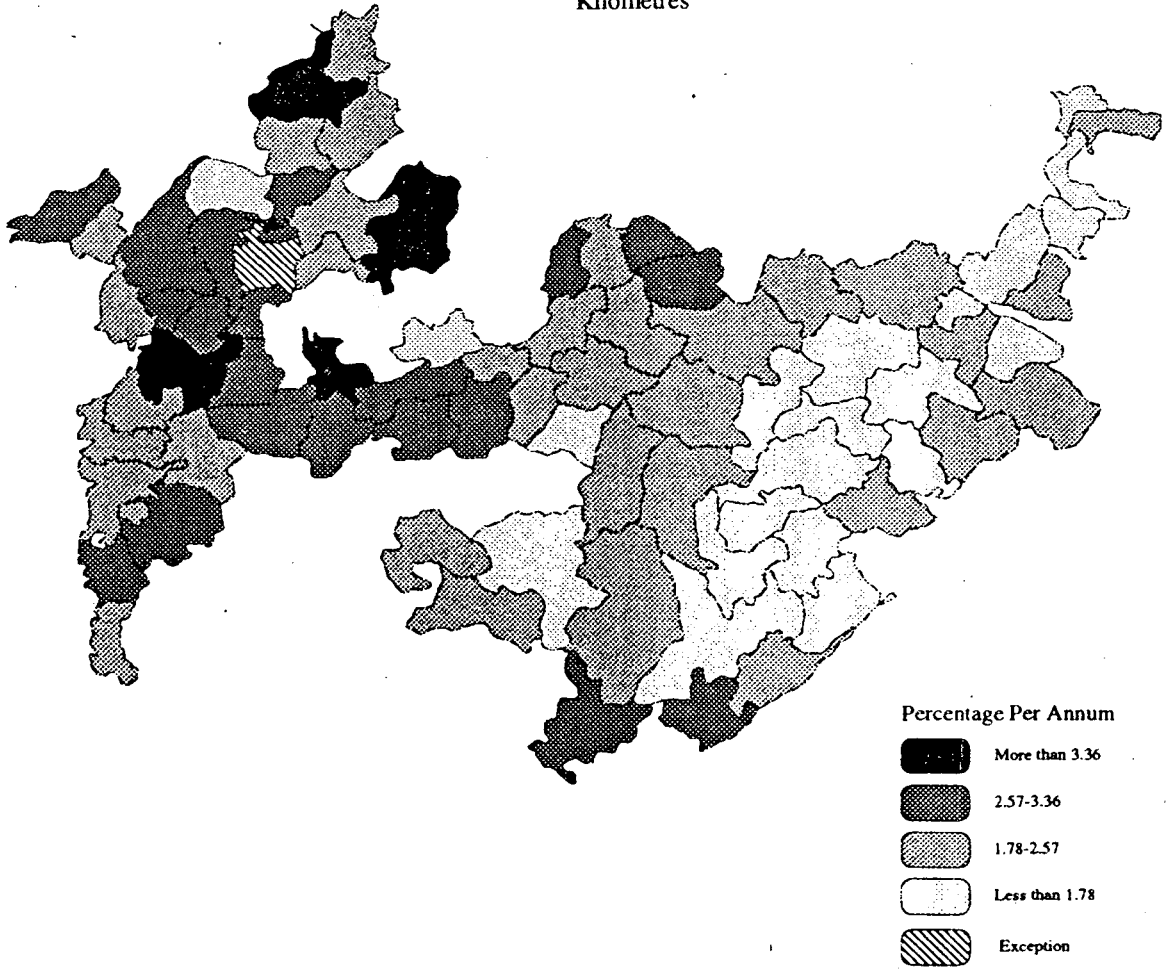 Kilometres
Percentage Per Annum
More than 3.36
2.57-3.36
1.78-2.57
Less than 1.78
Exception